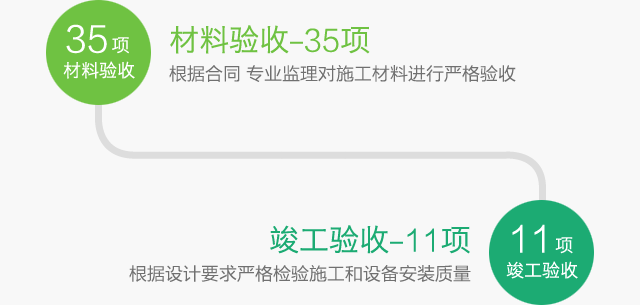 35项
材料验收
材料验收-35项
根据合同 专业监理对施工材料进行严格验收
竣工验收-11项
根据设计要求严格检验施工和设备安装质量
11项
竣工验收